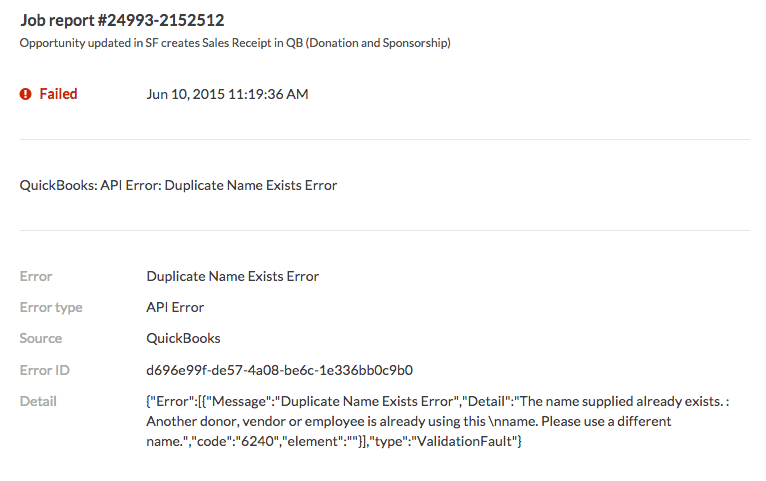 Job report #24993-2152512
Opportunity updated in SF creates Sales Receipt in QB (Donation and Sponsorship)
Failed Jun 10, 2015 11:19:36 AM
QuickBooks: API Error: Duplicate Name Exists Error
Error Duplicate Name Exists Error
Error type API Error
Source QuickBooks
Error ID d696e99f-de57-4a08-be6c-1e336bb0c9b0
Detail {"Error":[{"Message":"Duplicate Name Exists Error","Detail":"The name supplied already exists. :
Another donor, vendor or employee is already using this \nname. Please use a different
name.","code":"6240","element":""}],"type":"ValidationFault"}